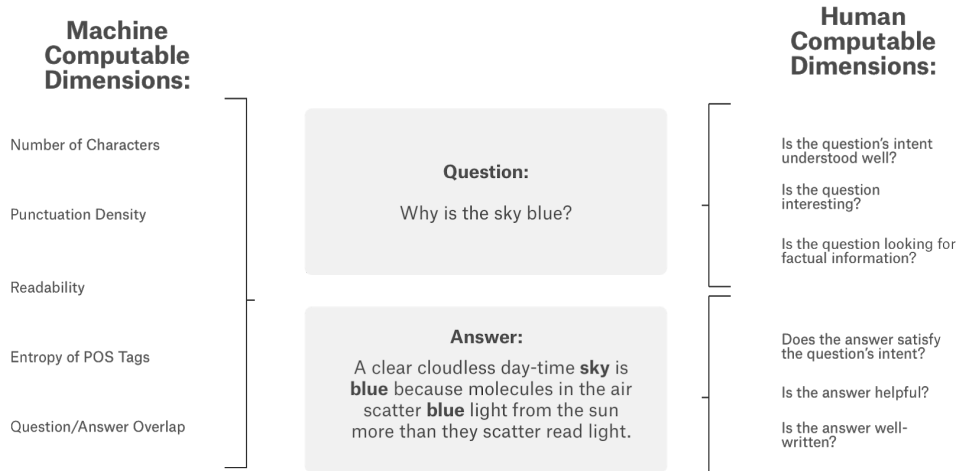 Machine
Computable
Dimensions:
Number of Characters
Punctuation Density
Readability
Entropy of POS Tags
Question/Answer Overlap
Question:
Why is the sky blue?
Answer:
A clear cloudless day-time sky is
blue because molecules in the air
scatter blue light from the sun
more than they scatter read light.
Human
Computable
Dimensions:
Is the question's intent
understood well?
Is the question
interesting?
Is the question looking for
factual information?
Does the answer satisfy
the question's intent?
Is the answer helpful?
Is the answer well-
written?